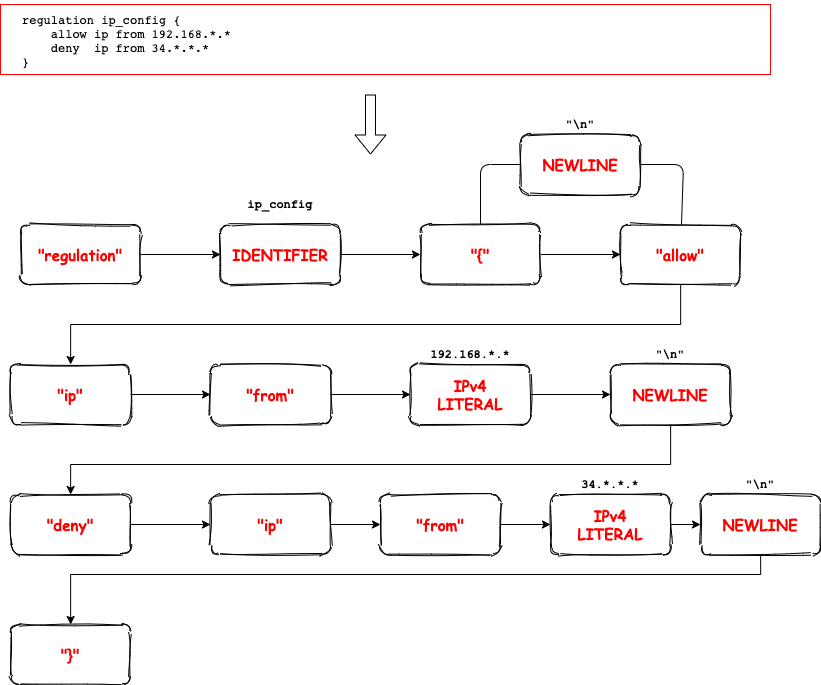 regulation ip_config {
    allow ip from 192.168.*.*
    deny  ip from 34.*.*.*
}
"\n"
NEWLINE
ip_config
"regulation"
IDENTIFIER
"{"
"allow"
192.168.*.*
"\n"
"ip"
"from"
IPv4
LITERAL
NEWLINE
34.*.*.*
"\n"
"deny"
"ip"
"from"
IPv4
LITERAL
NEWLINE
"}"